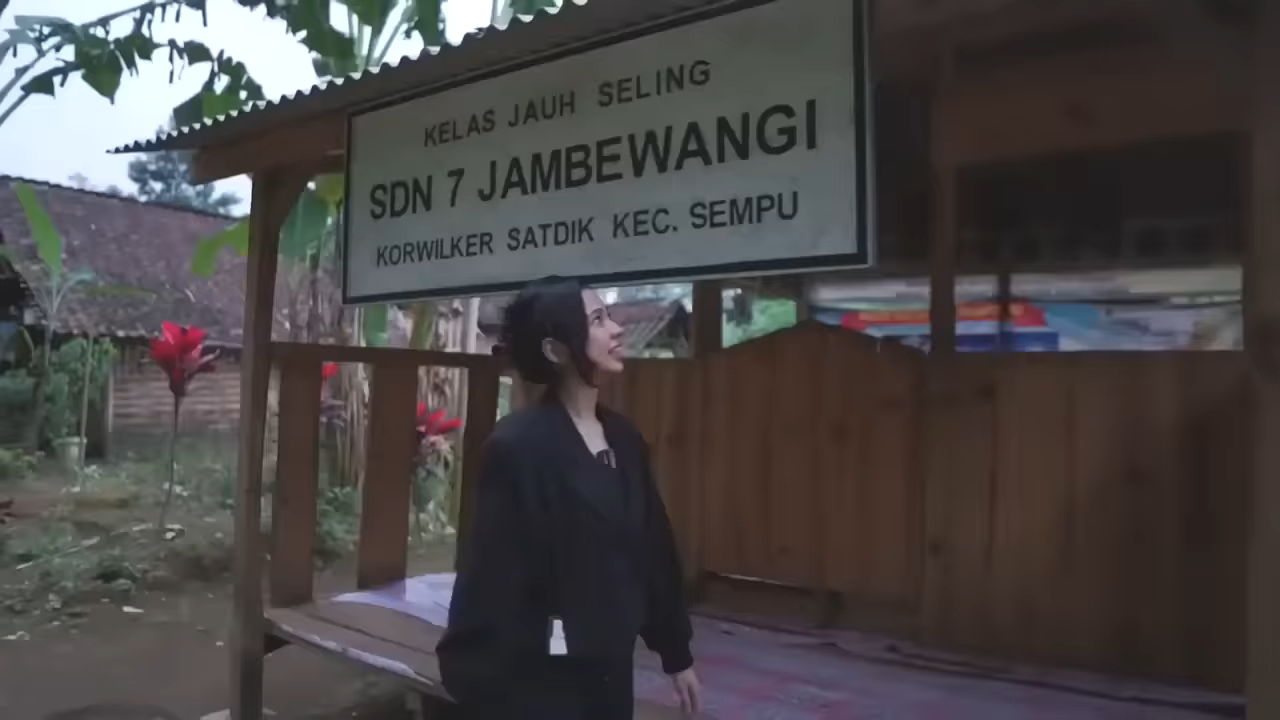 KELAS JAUH SELING
SDN 7 JAMBEWANGI
KORWILKER SATDIK KEC. SEMPU